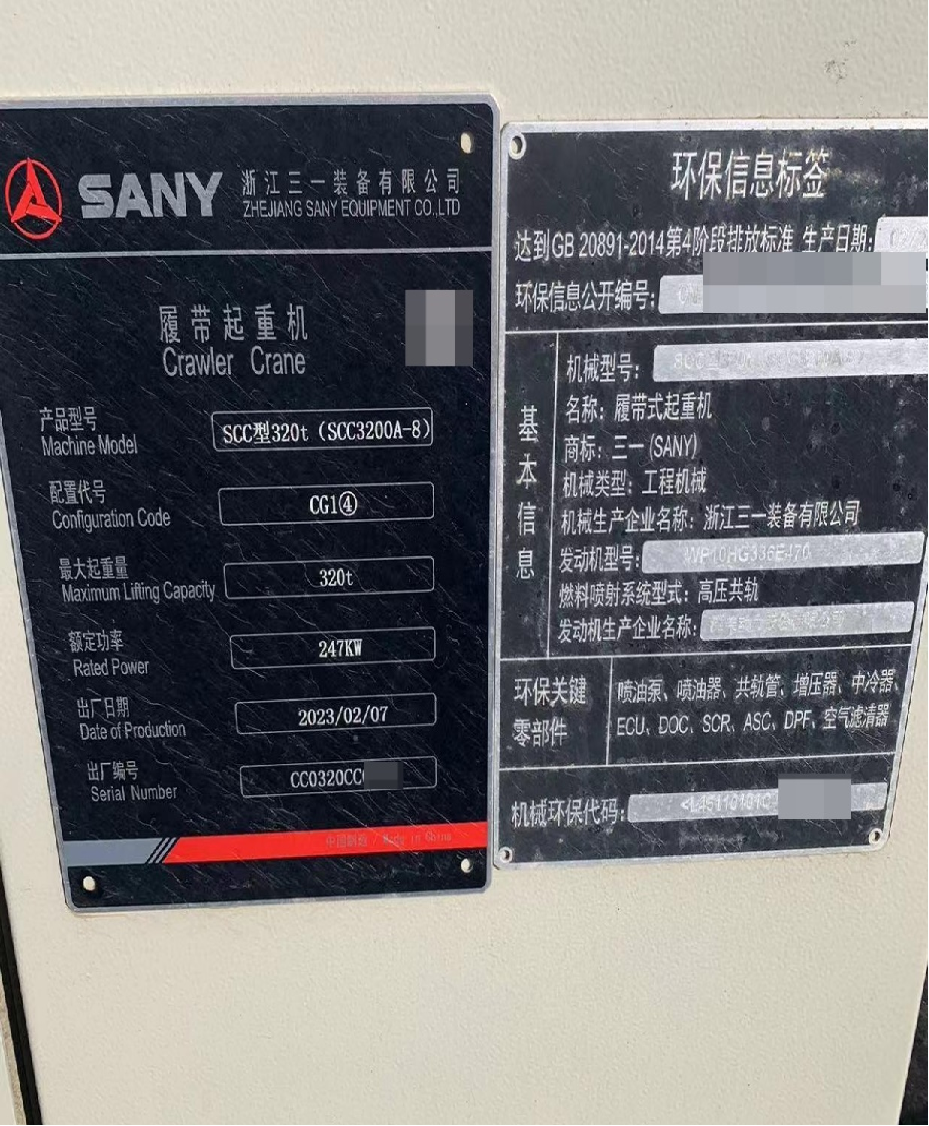 SANY 浙江三一装备有限公司
ZHEJIANG SANY EQUIPMENT CO.,LTD
履带起重机
Crawler Crane
产品型号
Machine Model
SCC型320t (SCC3200A-8)
配置代号
Configuration Code
CG1④
最大起重量
Maximum Lifting Capacity
320t
额定功率
Rated Power
247KW
出厂日期
Date of Production
2023/02/07
出厂编号
Serial Number
CC0320CC
中国制造 / Made in China
环保信息标签
达到GB 20891-2014第4阶段排放标准 生产日期:
环保信息公开编号: CN
基本信息
机械型号:
名称: 履带式起重机
商标: 三一 (SANY)
机械类型: 工程机械
机械生产企业名称: 浙江三一装备有限公司
发动机型号: WP10HG336E470
燃料喷射系统型式: 高压共轨
发动机生产企业名称:
环保关键
零部件
喷油泵、喷油器、共轨管、增压器、中冷器、
ECU、DOC、SCR、ASC、DPF、空气滤清器
机械环保代码: